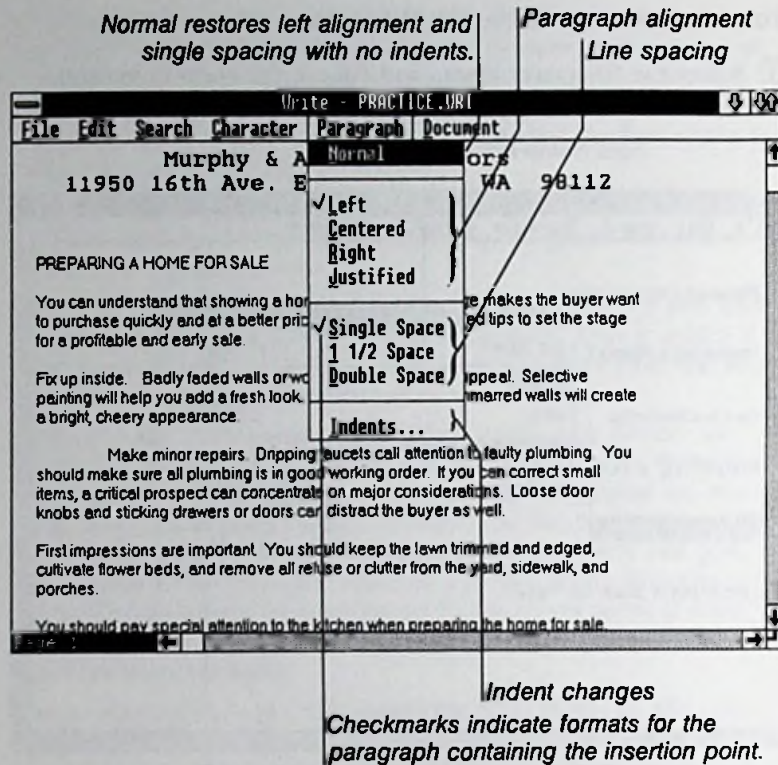 Normal restores left alignment and
single spacing with no indents.
Paragraph alignment
Line spacing
Write - PRACTICE.WRI
File Edit Search Character Paragraph Document
Murphy & A ors
11950 16th Ave. E WA 98112
Normal
✓Left
Centered
Right
Justified
✓Single Space
1 1/2 Space
Double Space
Indents...
PREPARING A HOME FOR SALE
You can understand that showing a hom e makes the buyer want
to purchase quickly and at a better pric ed tips to set the stage
for a profitable and early sale.
Fix up inside. Badly faded walls or wo appeal. Selective
painting will help you add a fresh look. nmarred walls will create
a bright, cheery appearance.
Make minor repairs. Dripping faucets call attention to faulty plumbing. You
should make sure all plumbing is in good working order. If you can correct small
items, a critical prospect can concentrate on major considerations. Loose door
knobs and sticking drawers or doors can distract the buyer as well.
First impressions are important. You should keep the lawn trimmed and edged,
cultivate flower beds, and remove all refuse or clutter from the yard, sidewalk, and
porches.
You should pay special attention to the kitchen when preparing the home for sale.
Page 1
Indent changes
Checkmarks indicate formats for the
paragraph containing the insertion point.